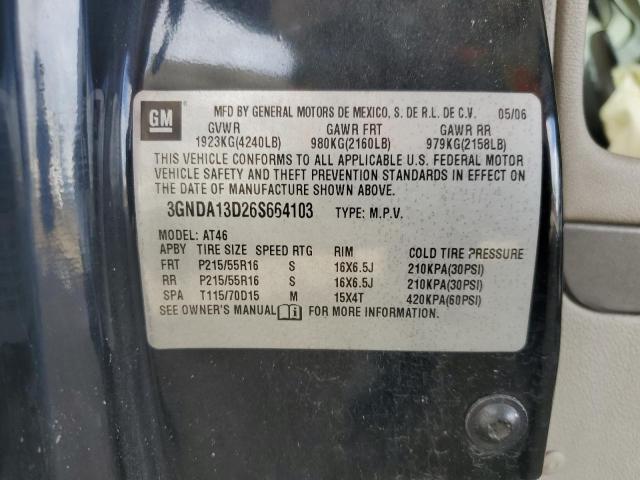 GM MFD BY GENERAL MOTORS DE MEXICO, S. DE R.L. DE C.V. 05/06
GVWR GAWR FRT GAWR RR
1923KG(4240LB) 980KG(2160LB) 979KG(2158LB)
THIS VEHICLE CONFORMS TO ALL APPLICABLE U.S. FEDERAL MOTOR
VEHICLE SAFETY AND THEFT PREVENTION STANDARDS IN EFFECT ON
THE DATE OF MANUFACTURE SHOWN ABOVE.
3GNDA13D26S664103 TYPE: M.P.V.
MODEL: AT46
APBY TIRE SIZE SPEED RTG RIM COLD TIRE PRESSURE
FRT P215/55R16 S 16X6.5J 210KPA(30PSI)
RR P215/55R16 S 16X6.5J 210KPA(30PSI)
SPA T115/70D15 M 15X4T 420KPA(60PSI)
SEE OWNER'S MANUAL i FOR MORE INFORMATION